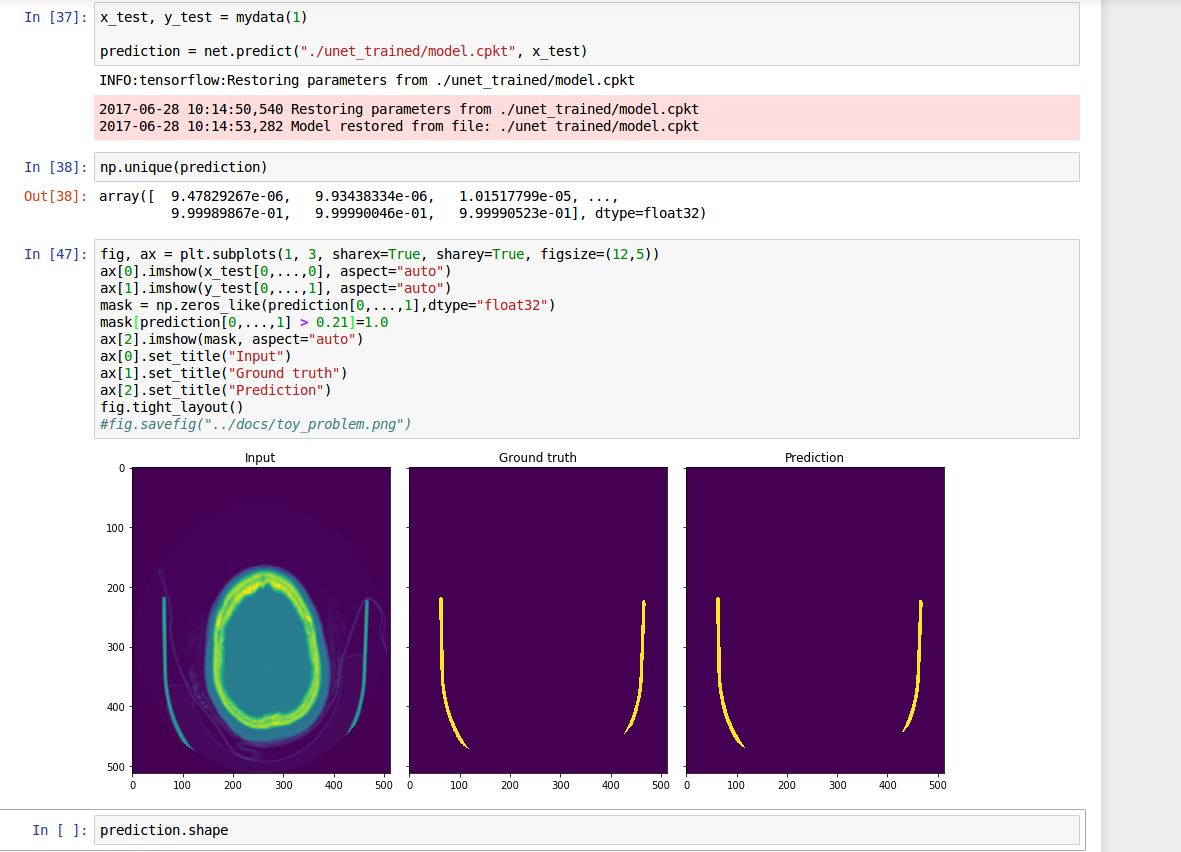 In [37]: x_test, y_test = mydata(1)
prediction = net.predict("./unet_trained/model.cpkt", x_test)
INFO:tensorflow:Restoring parameters from ./unet_trained/model.cpkt
2017-06-28 10:14:50,540 Restoring parameters from ./unet_trained/model.cpkt
2017-06-28 10:14:53,282 Model restored from file: ./unet_trained/model.cpkt
In [38]: np.unique(prediction)
Out[38]: array([ 9.47829267e-06, 9.93438334e-06, 1.01517799e-05, ...,
9.99989867e-01, 9.99990046e-01, 9.99990523e-01], dtype=float32)
In [47]: fig, ax = plt.subplots(1, 3, sharex=True, sharey=True, figsize=(12,5))
ax[0].imshow(x_test[0,...,0], aspect="auto")
ax[1].imshow(y_test[0,...,1], aspect="auto")
mask = np.zeros_like(prediction[0,...,1],dtype="float32")
mask[prediction[0,...,1] > 0.21]=1.0
ax[2].imshow(mask, aspect="auto")
ax[0].set_title("Input")
ax[1].set_title("Ground truth")
ax[2].set_title("Prediction")
fig.tight_layout()
#fig.savefig("../docs/toy_problem.png")
Input Ground truth Prediction
0
100
200
300
400
500
0 100 200 300 400 500 0 100 200 300 400 500 0 100 200 300 400 500
In [ ]: prediction.shape